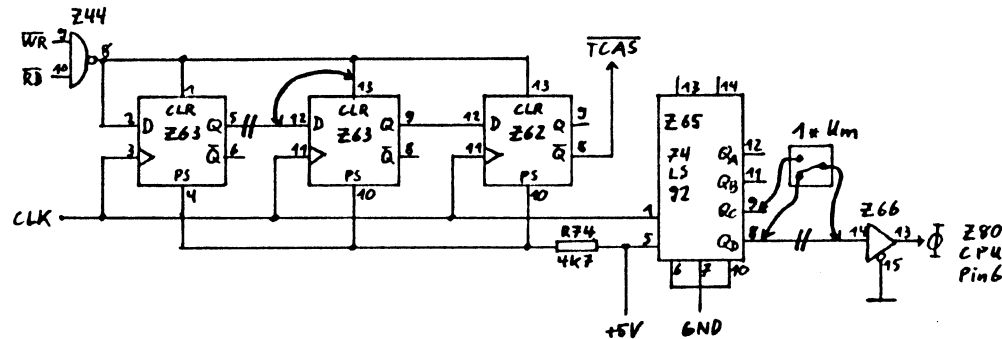 Z44
WR
9
8
RD
10
TCAS
1
CLR
2
D
Q
5
Z63
3
Q
6
PS
4
13
CLR
12
D
Q
9
Z63
11
Q
8
PS
10
13
CLR
12
D
Q
9
Z62
11
Q
8
PS
10
CLK
R74
4K7
+5V
13
14
Z65
74
LS
92
QA
12
QB
11
QC
9
QD
8
1
5
6
7
10
GND
1* Um
Z66
14
13
15
Φ
Z80
CPU
Pin6